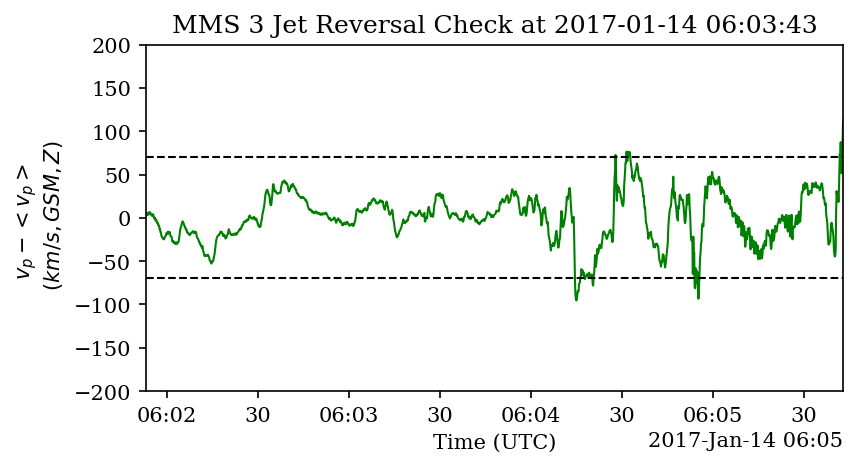 MMS 3 Jet Reversal Check at 2017-01-14 06:03:43
200
150
100
50
0
−50
−100
−150
−200
v_p − < v_p >
(km/s, GSM, Z)
06:02 30 06:03 30 06:04 30 06:05 30
Time (UTC)
2017-Jan-14 06:05